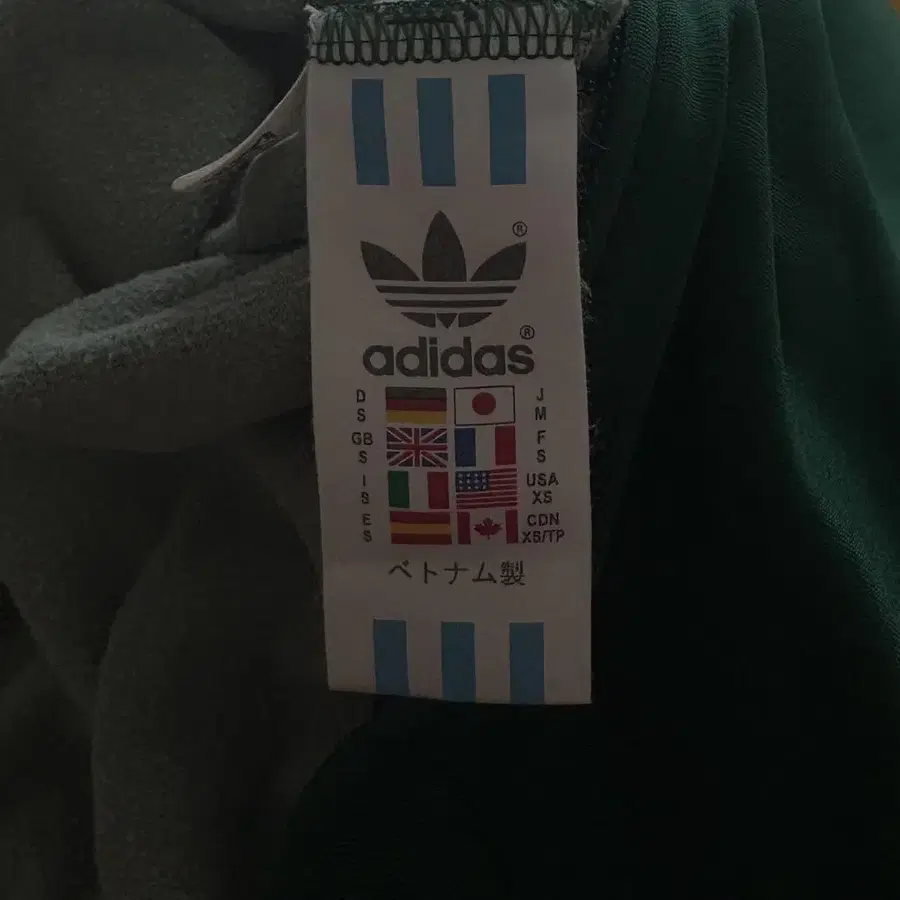 ®
®
adidas
D J
S M
GB F
S S
I USA
S XS
E CDN
S XS/TP
ベトナム製